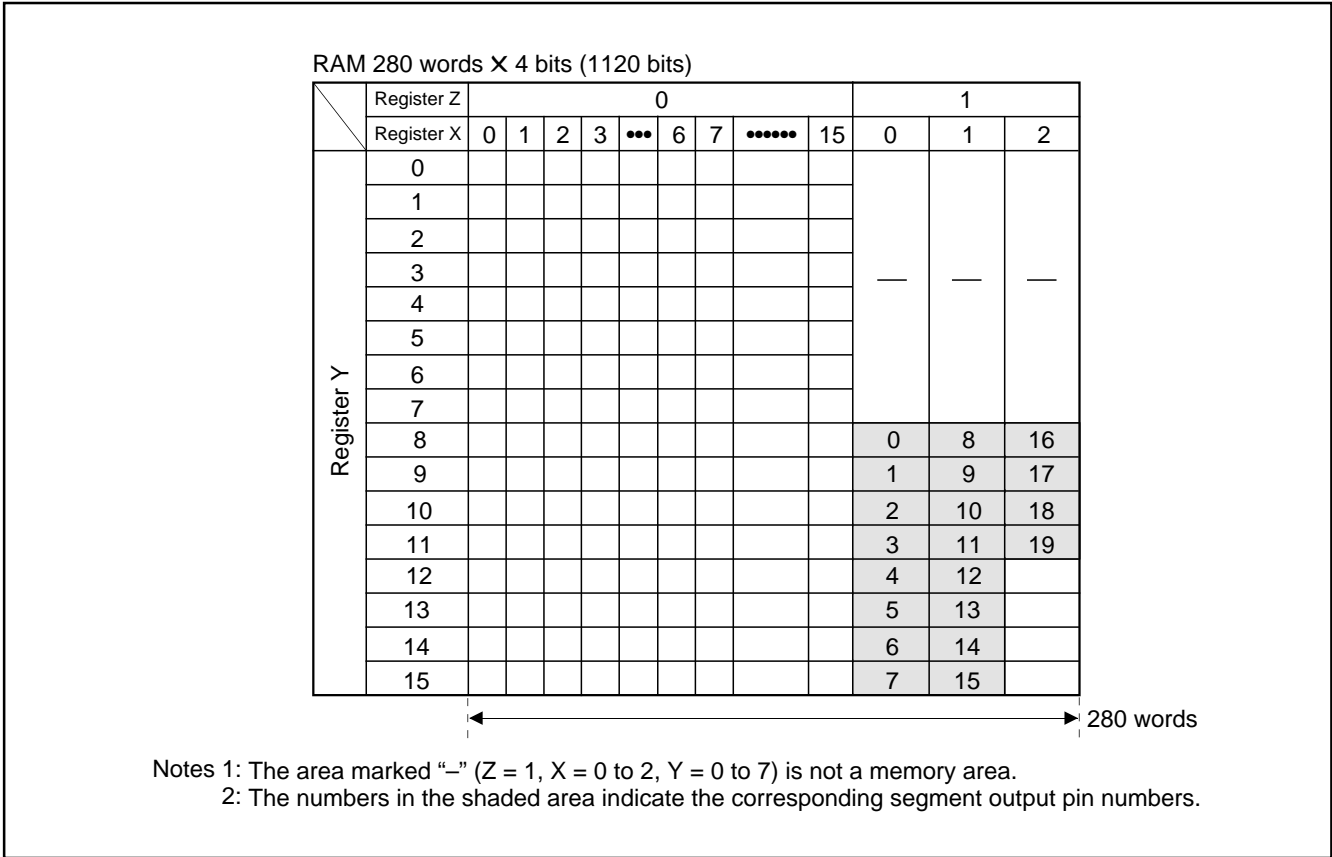 RAM 280 words × 4 bits (1120 bits)
Register Z 0 1
Register X 0 1 2 3 ••• 6 7 •••••• 15 0 1 2
Register Y
0
1
2
3 — — —
4
5
6
7
8 0 8 16
9 1 9 17
10 2 10 18
11 3 11 19
12 4 12
13 5 13
14 6 14
15 7 15
280 words
Notes 1: The area marked “–” (Z = 1, X = 0 to 2, Y = 0 to 7) is not a memory area.
2: The numbers in the shaded area indicate the corresponding segment output pin numbers.